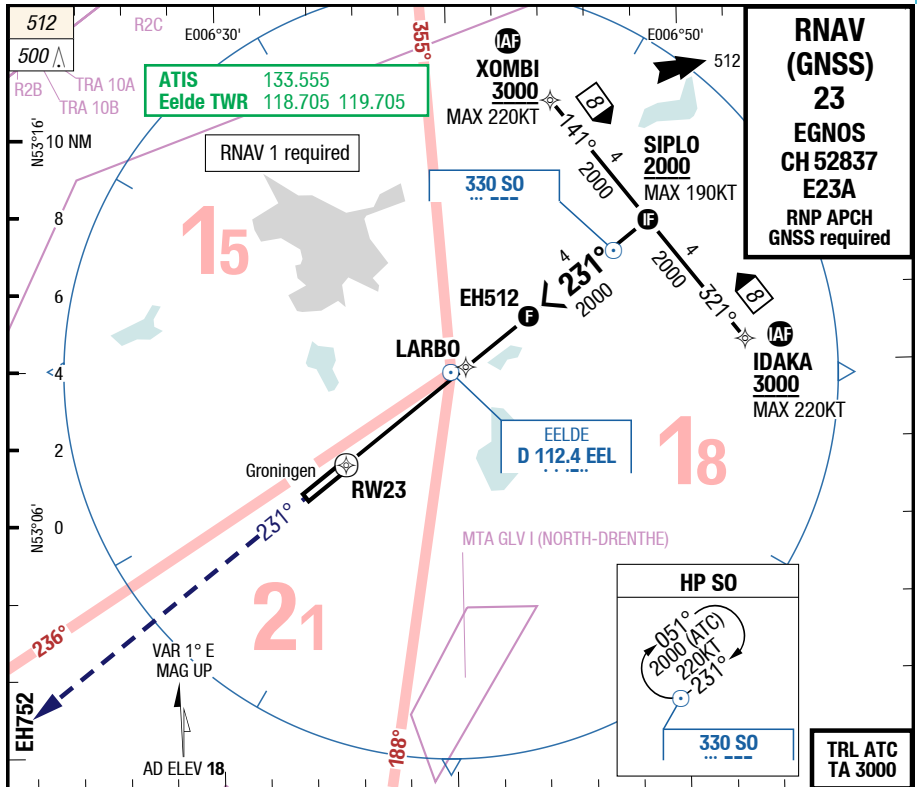 512
500
R2C
R2B
TRA 10A
TRA 10B
E006°30'
E006°50'
N53°16'
N53°06'
10 NM
8
6
4
2
0
ATIS 133.555
Eelde TWR 118.705 119.705
RNAV 1 required
355°
IAF
XOMBI
3000
MAX 220KT
8
141°
4
2000
512
SIPLO
2000
MAX 190KT
IF
330 SO
4
231°
2000
4
2000
321°
8
IAF
IDAKA
3000
MAX 220KT
EH512
F
LARBO
15
18
21
EELDE
D 112.4 EEL
Groningen
RW23
231°
MTA GLV I (NORTH-DRENTHE)
236°
188°
EH752
VAR 1° E
MAG UP
AD ELEV 18
HP SO
051°
2000 (ATC)
220KT
231°
330 SO
RNAV
(GNSS)
23
EGNOS
CH 52837
E23A
RNP APCH
GNSS required
TRL ATC
TA 3000